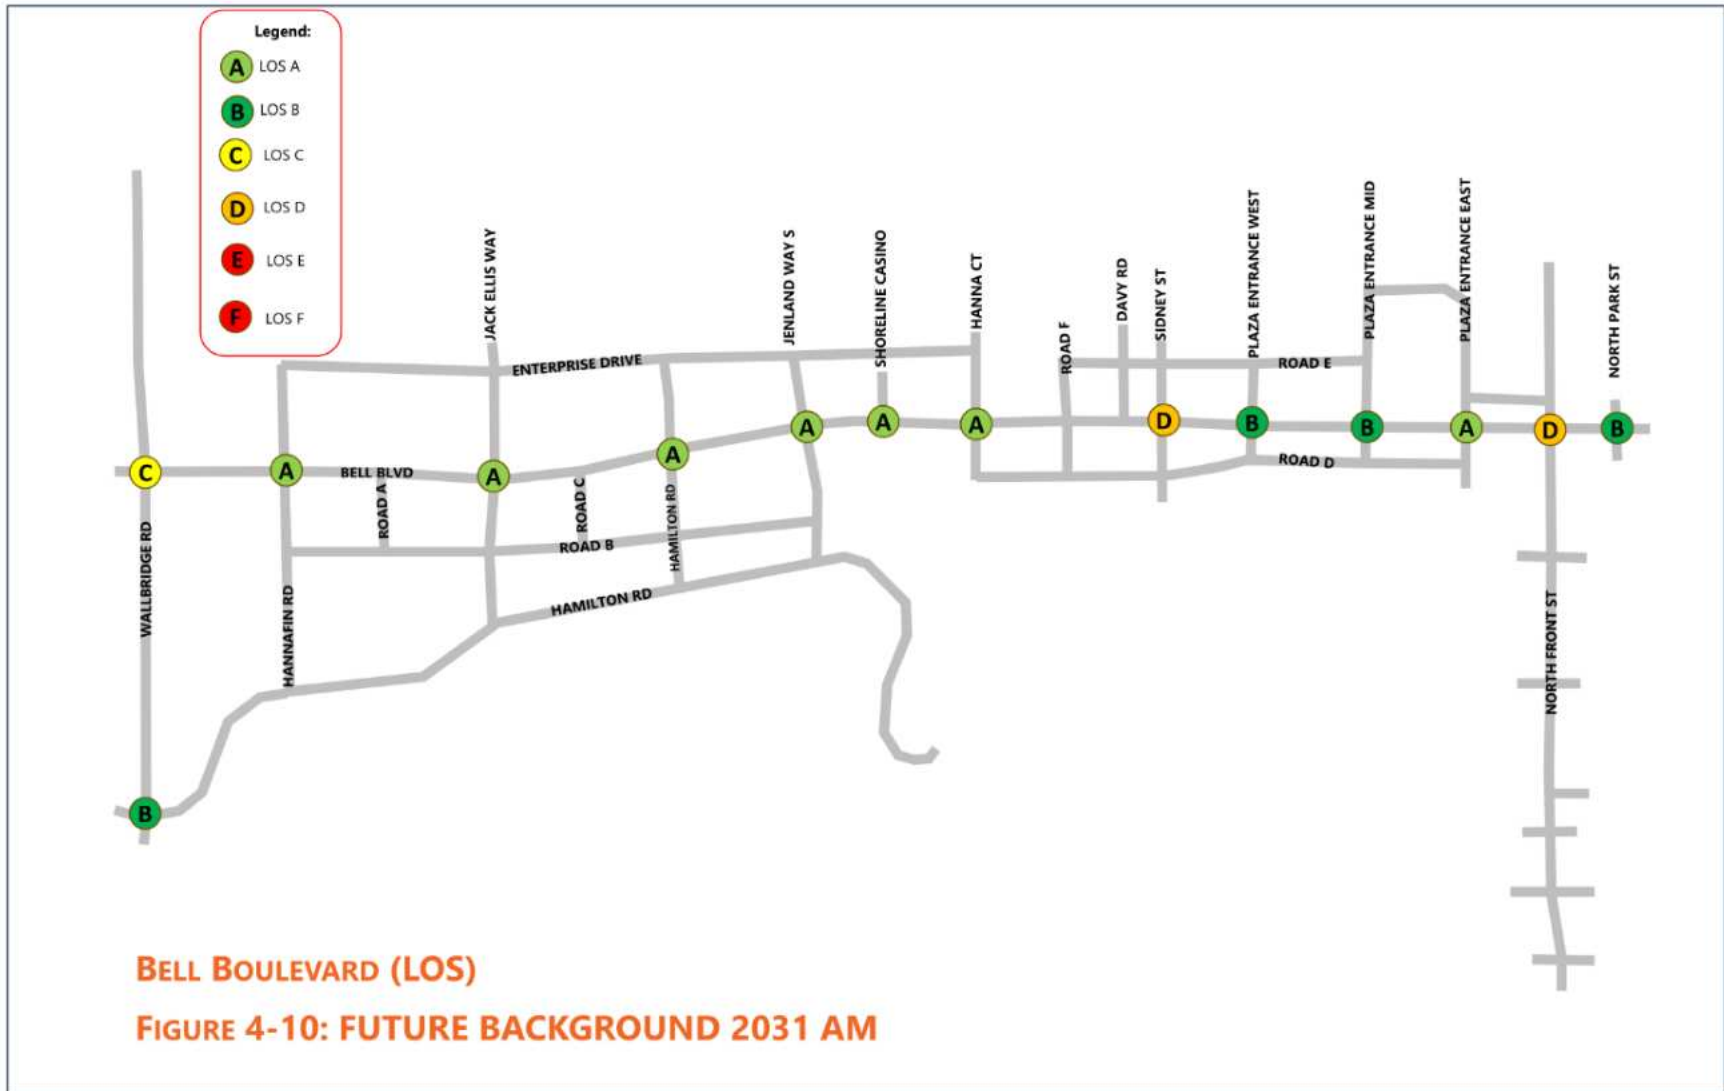 Legend:
A LOS A
B LOS B
C LOS C
D LOS D
E LOS E
F LOS F
JACK ELLIS WAY
JENLAND WAY S
SHORELINE CASINO
HANNA CT
ROAD F
DAVY RD
SIDNEY ST
PLAZA ENTRANCE WEST
PLAZA ENTRANCE MID
PLAZA ENTRANCE EAST
NORTH PARK ST
ENTERPRISE DRIVE
ROAD E
C
A
BELL BLVD
A
A
A
A
A
D
B
B
A
D
B
ROAD D
ROAD A
ROAD C
HAMILTON RD
ROAD B
WALLBRIDGE RD
HANNAFIN RD
HAMILTON RD
NORTH FRONT ST
B
BELL BOULEVARD (LOS)
FIGURE 4-10: FUTURE BACKGROUND 2031 AM